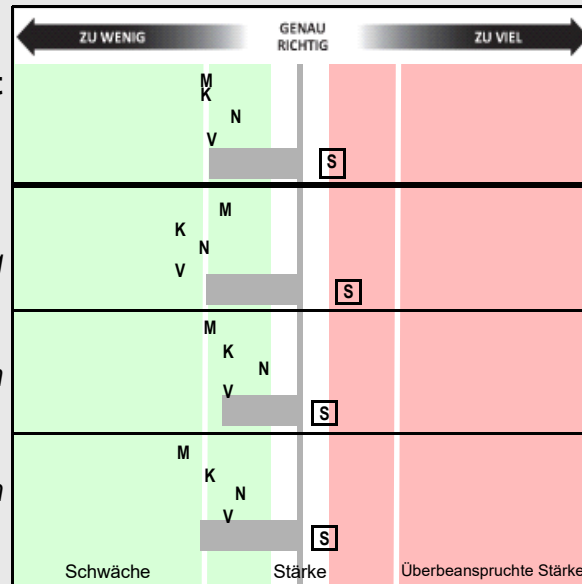 ZU WENIG
GENAU
RICHTIG
ZU VIEL
M
K
N
V
S
M
K
N
V
S
M
K
N
V
S
M
K
N
V
S
Schwäche
Stärke
Überbeanspruchte Stärke